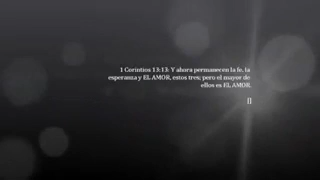 1 Corintios 13:13: Y ahora permanecen la fe, la
esperanza y EL AMOR, estos tres; pero el mayor de
ellos es EL AMOR.
[]